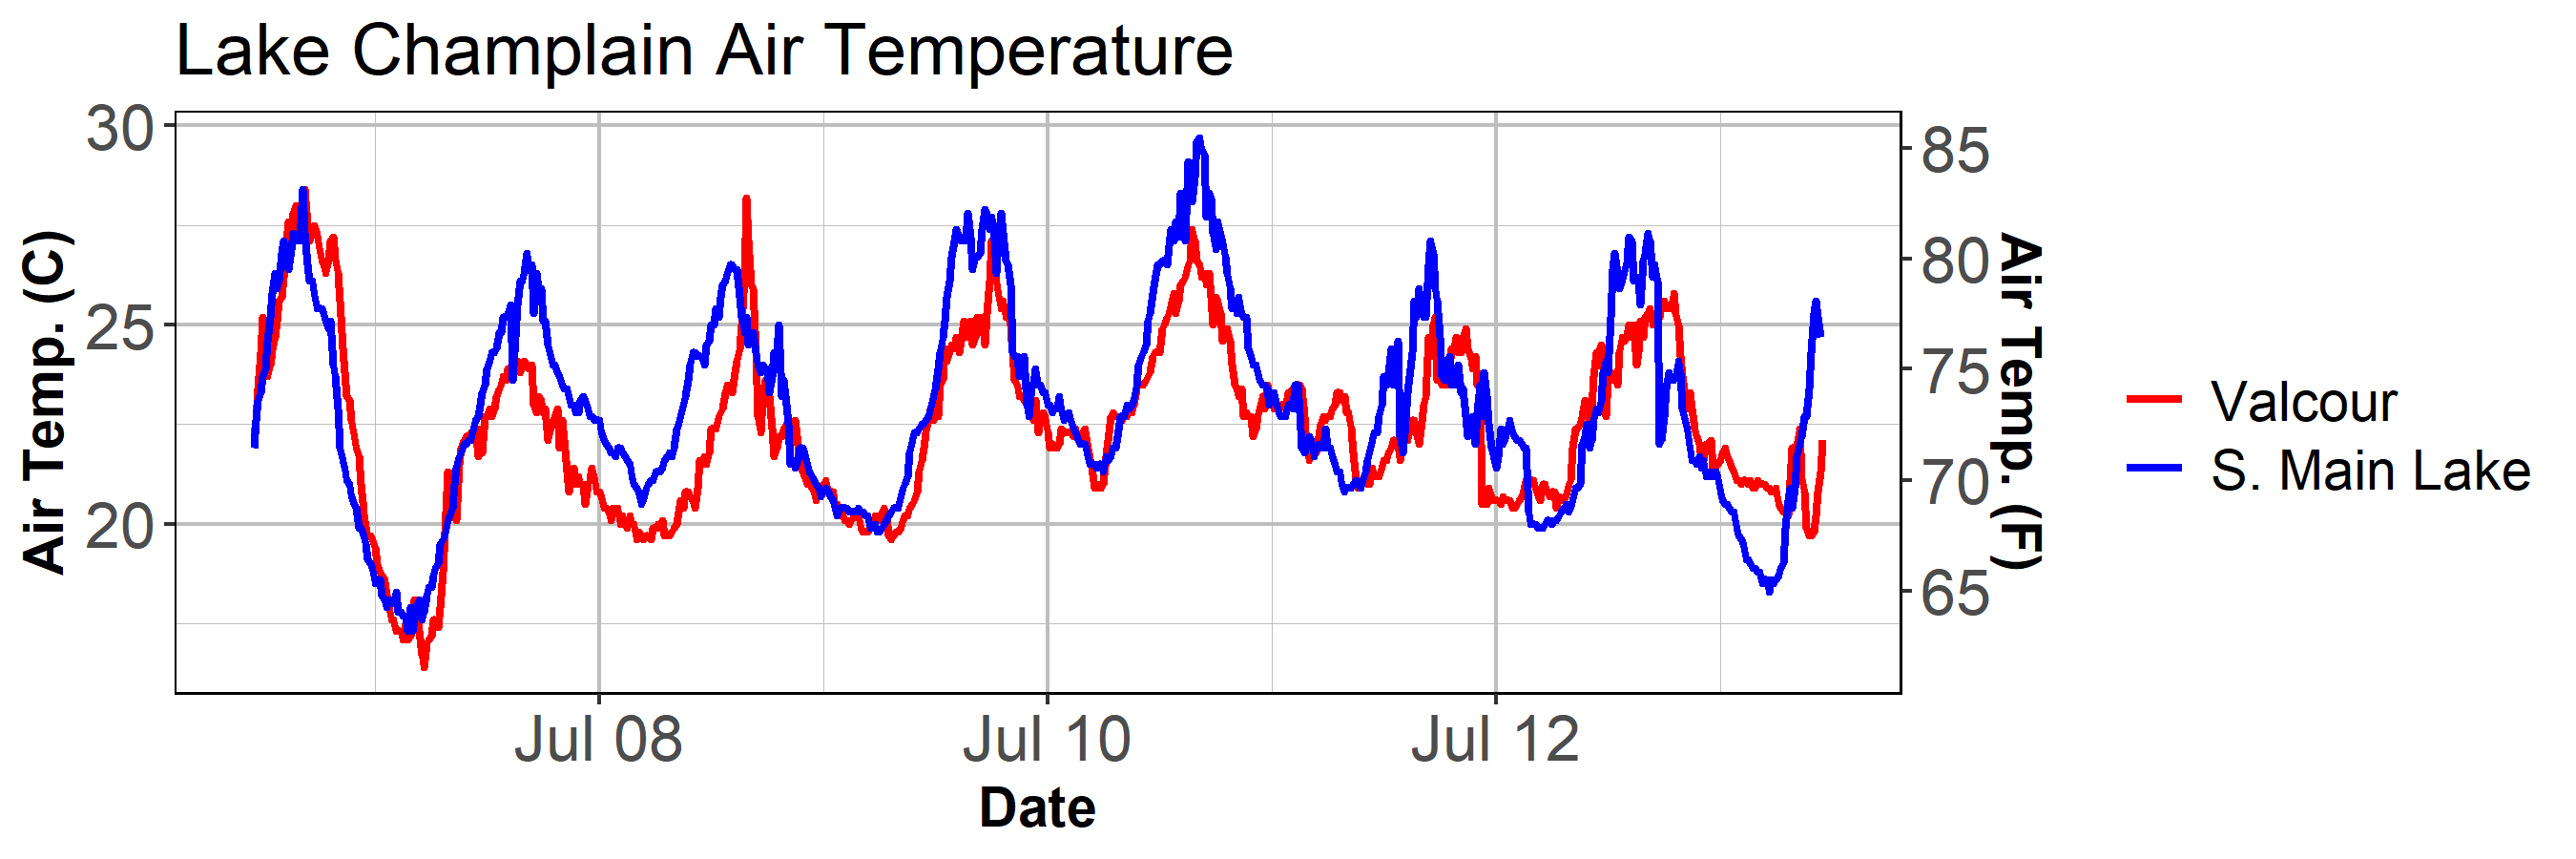 Lake Champlain Air Temperature
30
25
20
Air Temp. (C)
85
80
75
70
65
Air Temp. (F)
Jul 08
Jul 10
Jul 12
Date
Valcour
S. Main Lake